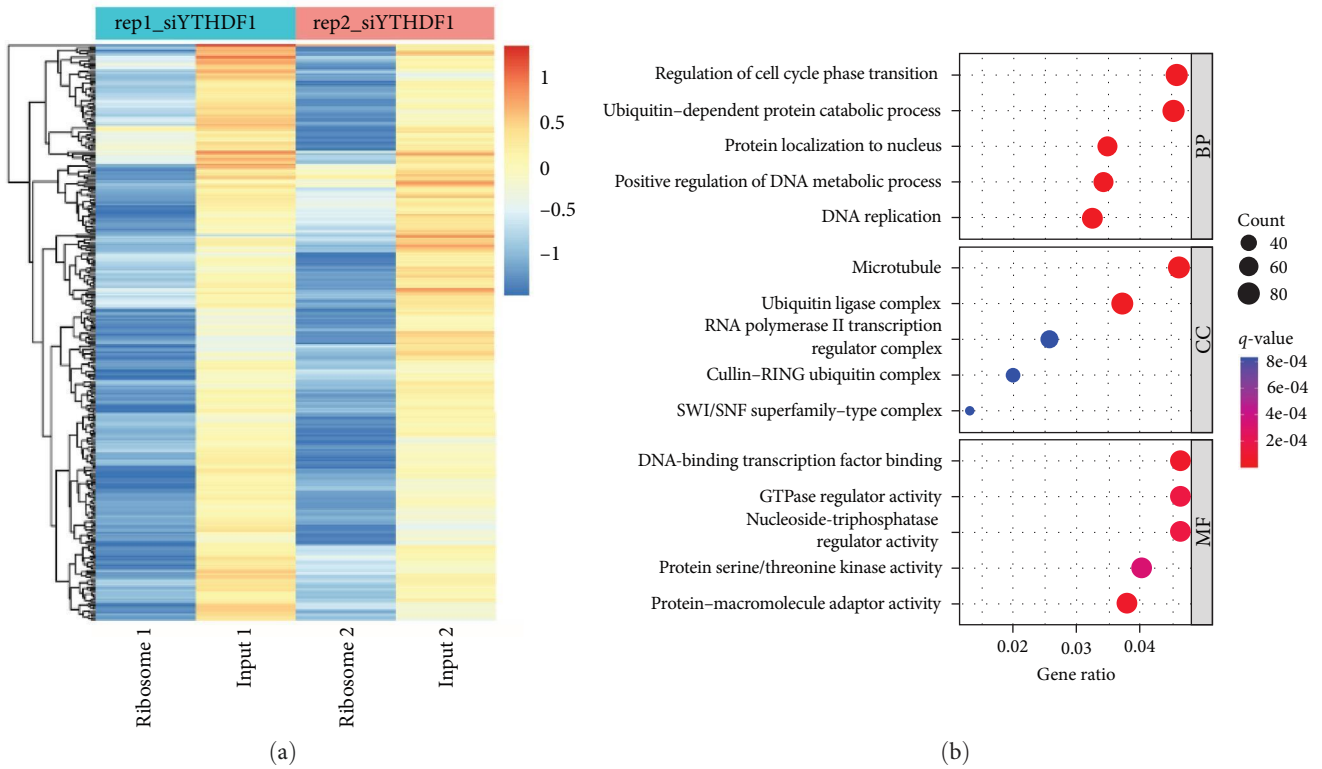 rep1_siYTHDF1
rep2_siYTHDF1
1
0.5
0
−0.5
−1
Ribosome 1
Input 1
Ribosome 2
Input 2
(a)
Regulation of cell cycle phase transition
Ubiquitin–dependent protein catabolic process
Protein localization to nucleus
Positive regulation of DNA metabolic process
DNA replication
BP
Microtubule
Ubiquitin ligase complex
RNA polymerase II transcription
regulator complex
Cullin–RING ubiquitin complex
SWI/SNF superfamily–type complex
CC
DNA-binding transcription factor binding
GTPase regulator activity
Nucleoside-triphosphatase
regulator activity
Protein serine/threonine kinase activity
Protein–macromolecule adaptor activity
MF
0.02
0.03
0.04
Gene ratio
Count
40
60
80
q-value
8e-04
6e-04
4e-04
2e-04
(b)